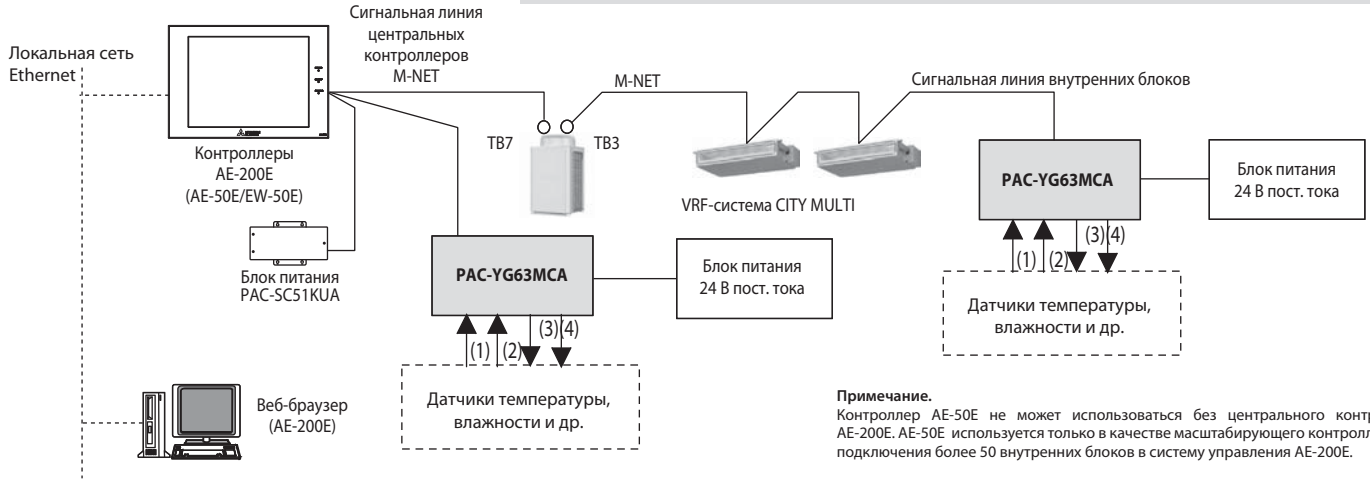 Сигнальная линия
центральных
контроллеров
M-NET
Локальная сеть
Ethernet
Контроллеры
AE-200E
(AE-50E/EW-50E)
Блок питания
PAC-SC51KUA
Веб-браузер
(AE-200E)
TB7
TB3
M-NET
Сигнальная линия внутренних блоков
VRF-система CITY MULTI
PAC-YG63MCA
Блок питания
24 В пост. тока
(1)
(2)
(3)
(4)
Датчики температуры,
влажности и др.
PAC-YG63MCA
Блок питания
24 В пост. тока
(1)
(2)
(3)
(4)
Датчики температуры,
влажности и др.
Примечание.
Контроллер AE-50E не может использоваться без центрального
AE-200E. AE-50E используется только в качестве масштабирующего
подключения более 50 внутренних блоков в систему управления AE-200E.